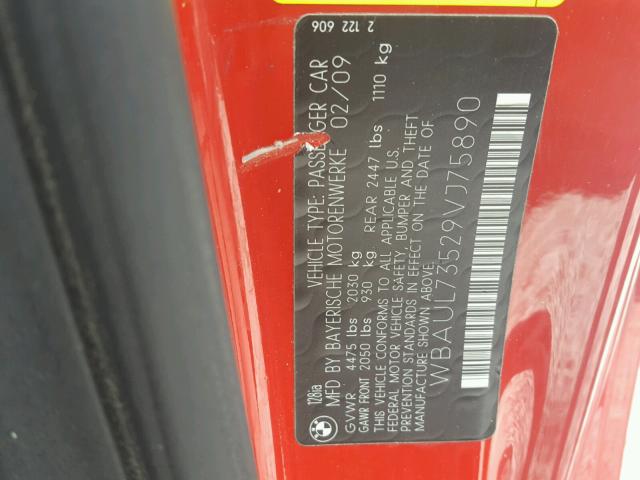 128ia VEHICLE TYPE: PASSENGER CAR 2 122 606
MFD BY BAYERISCHE MOTORENWERKE 02/09
GVWR 4475 lbs 2030 kg
GAWR FRONT 2050 lbs 930 kg REAR 2447 lbs 1110 kg
THIS VEHICLE CONFORMS TO ALL APPLICABLE U.S.
FEDERAL MOTOR VEHICLE SAFETY, BUMPER AND THEFT
PREVENTION STANDARDS IN EFFECT ON THE DATE OF
MANUFACTURE SHOWN ABOVE.
WBAUL73529VJ75890